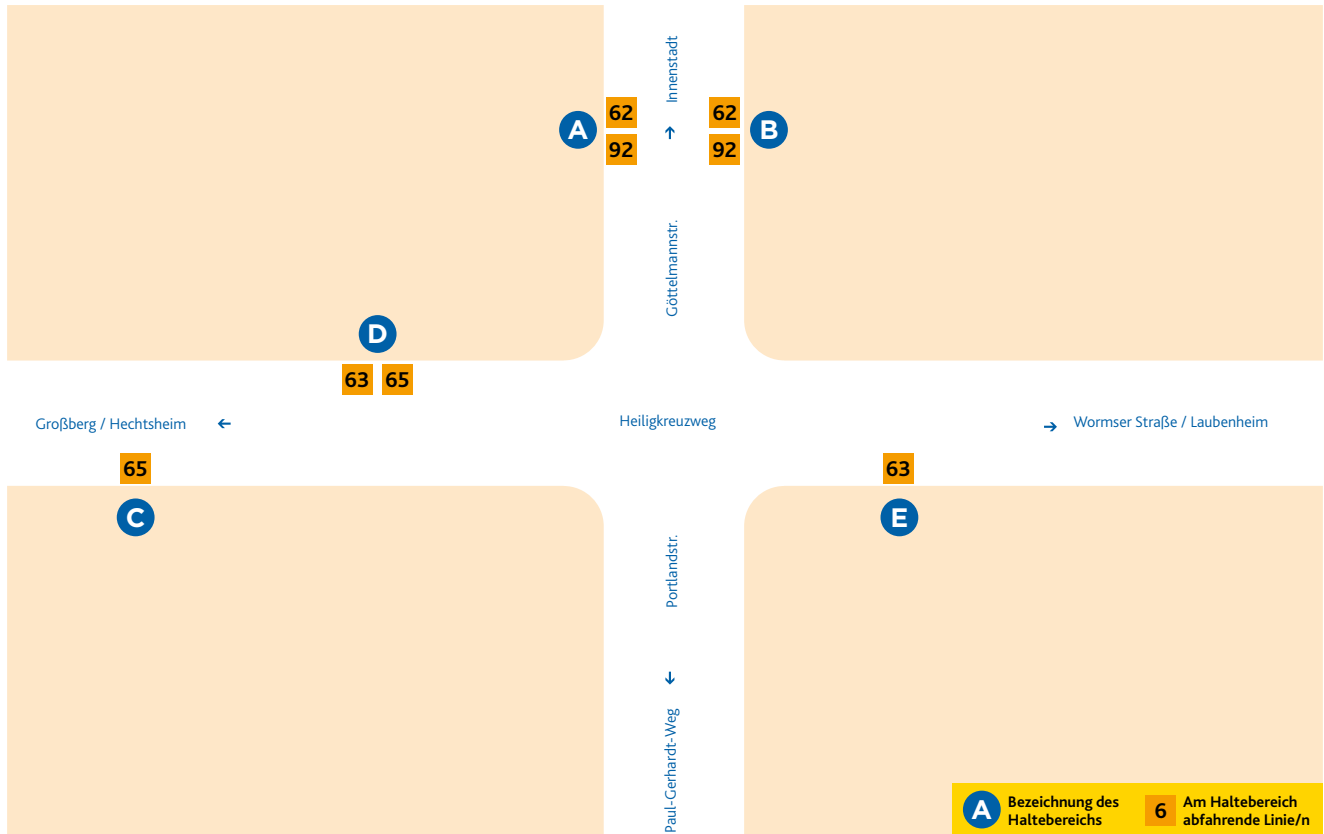 Innenstadt
A
62
92
62
92
B
Göttelmannstr.
D
63 65
Großberg / Hechtsheim
Heiligkreuzweg
Wormser Straße / Laubenheim
65
63
C
E
Portlandstr.
Paul-Gerhardt-Weg
A
Bezeichnung des
Haltebereichs
6
Am Haltebereich
abfahrende Linie/n